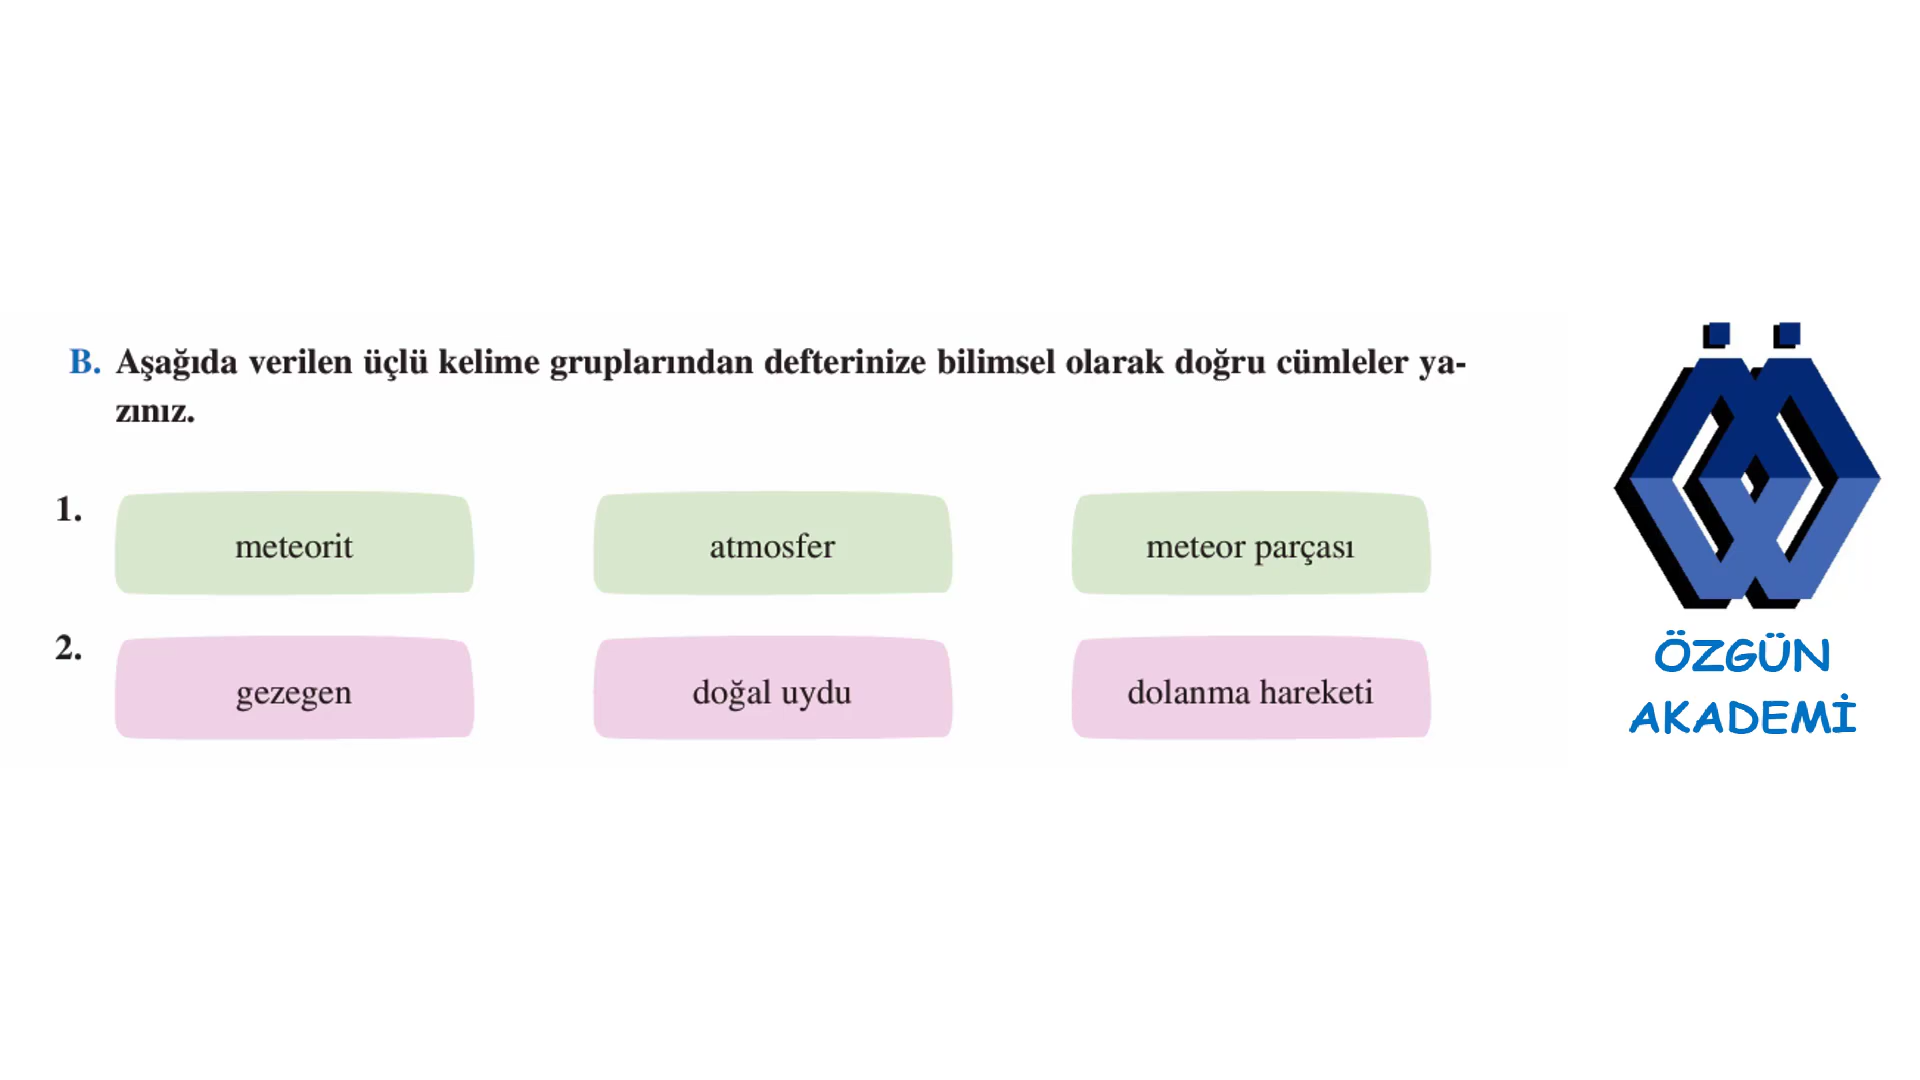 B. Aşağıda verilen üçlü kelime gruplarından defterinize bilimsel olarak doğru cümleler ya-
zınız.
1. meteorit atmosfer meteor parçası
2. gezegen doğal uydu dolanma hareketi
ÖZGÜN
AKADEMİ